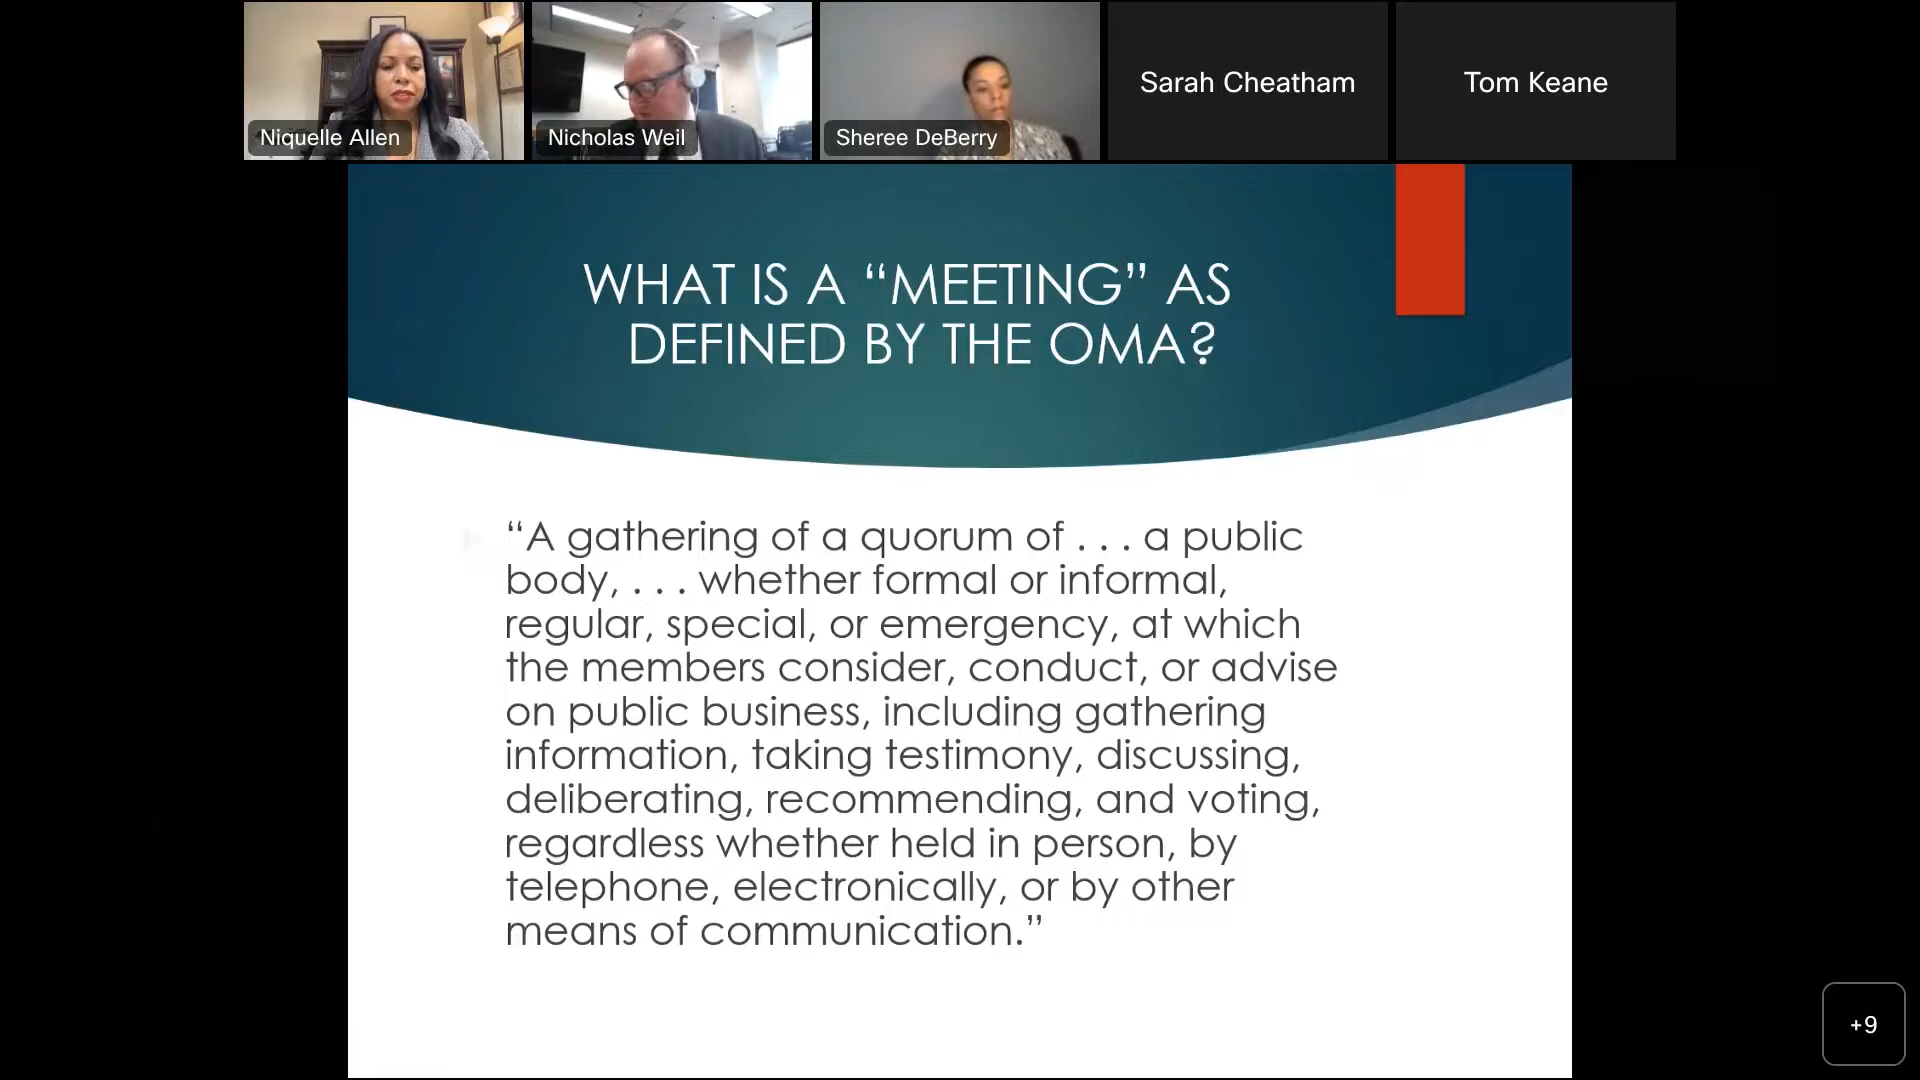 Niquelle Allen
Nicholas Weil
Sheree DeBerry
Sarah Cheatham
Tom Keane
WHAT IS A “MEETING” AS
DEFINED BY THE OMA?
“A gathering of a quorum of . . . a public
body, . . . whether formal or informal,
regular, special, or emergency, at which
the members consider, conduct, or advise
on public business, including gathering
information, taking testimony, discussing,
deliberating, recommending, and voting,
regardless whether held in person, by
telephone, electronically, or by other
means of communication.”
+9